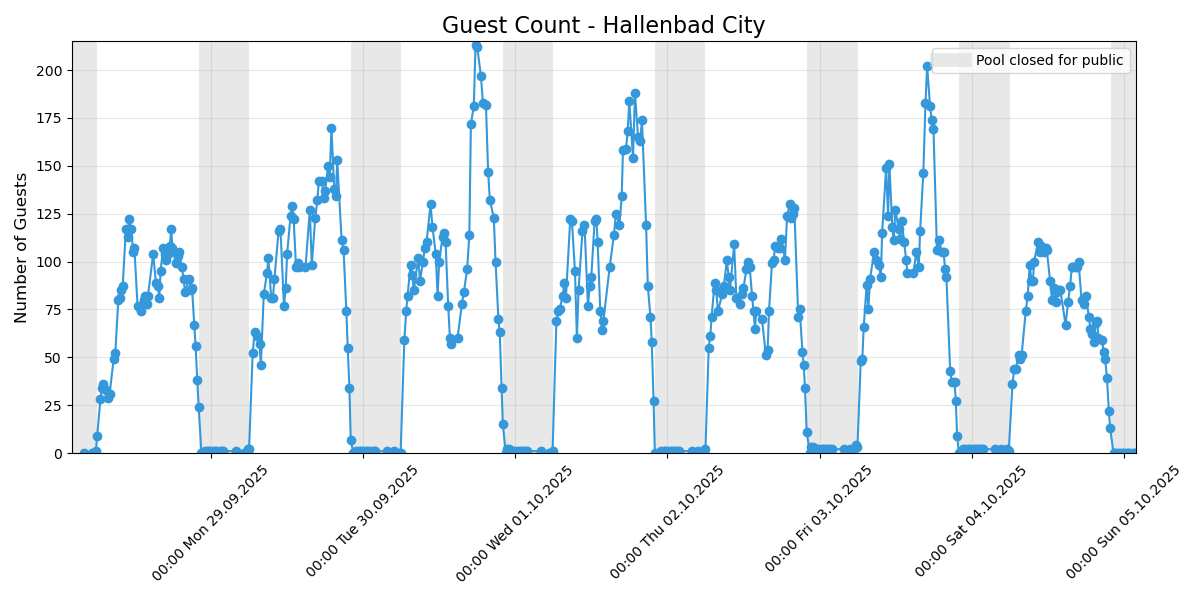 Guest Count - Hallenbad City
Pool closed for public
Number of Guests
200
175
150
125
100
75
50
25
0
00:00 Mon 29.09.2025
00:00 Tue 30.09.2025
00:00 Wed 01.10.2025
00:00 Thu 02.10.2025
00:00 Fri 03.10.2025
00:00 Sat 04.10.2025
00:00 Sun 05.10.2025